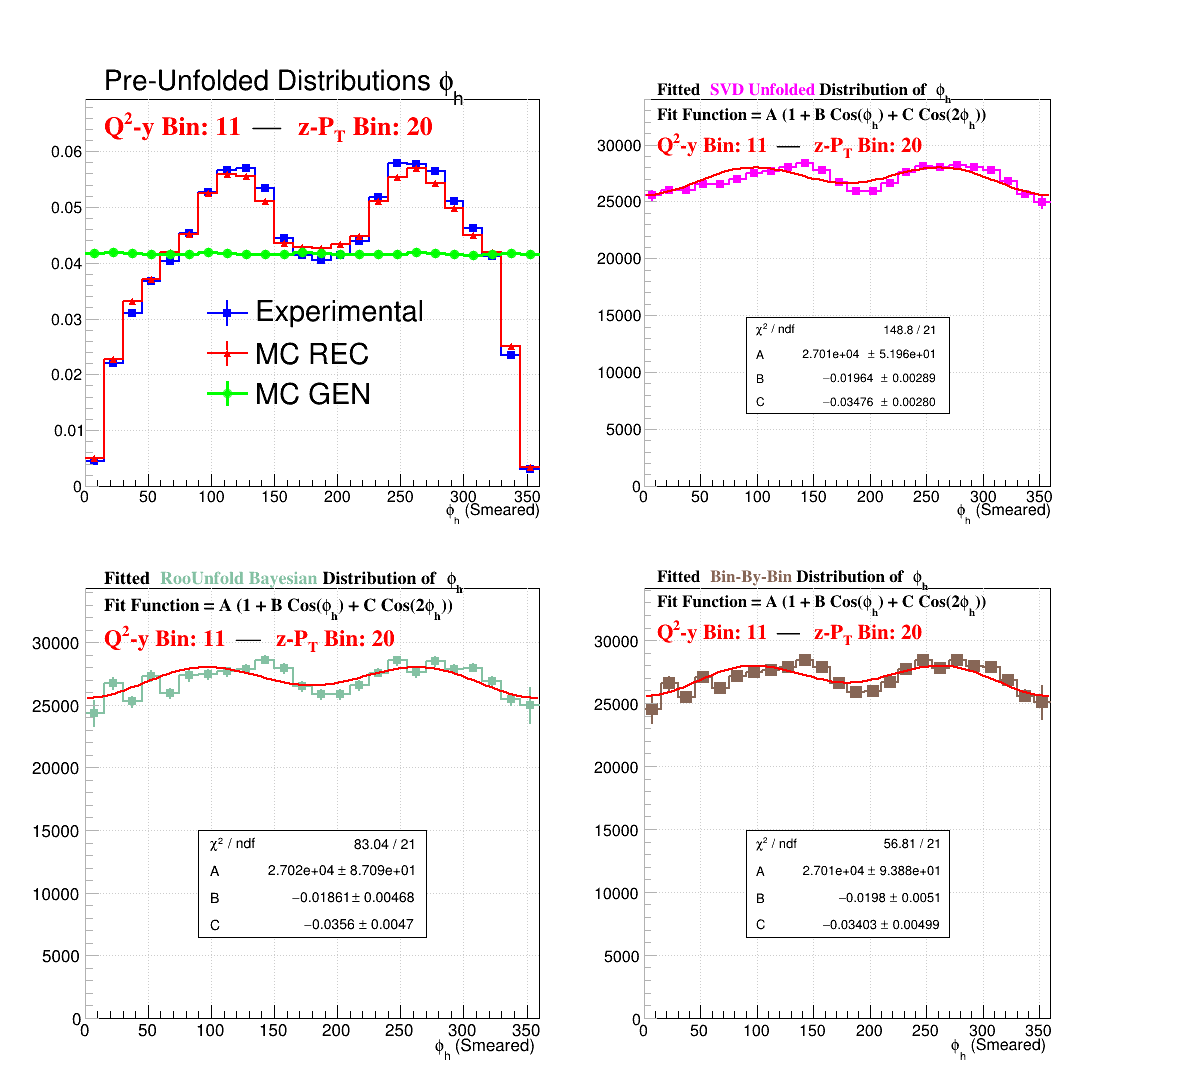 Pre-Unfolded Distributions ϕh
Q²-y Bin: 11 — z-PT Bin: 20
0.06
0.05
0.04
0.03
0.02
0.01
0
Experimental
MC REC
MC GEN
0 50 100 150 200 250 300 350
ϕh (Smeared)
Fitted SVD Unfolded Distribution of ϕh
Fit Function = A (1 + B Cos(ϕh) + C Cos(2ϕh))
Q²-y Bin: 11 — z-PT Bin: 20
30000
25000
20000
15000
10000
5000
0
χ² / ndf 148.8 / 21
A 2.701e+04 ± 5.196e+01
B −0.01964 ± 0.00289
C −0.03476 ± 0.00280
0 50 100 150 200 250 300 350
ϕh (Smeared)
Fitted RooUnfold Bayesian Distribution of ϕh
Fit Function = A (1 + B Cos(ϕh) + C Cos(2ϕh))
Q²-y Bin: 11 — z-PT Bin: 20
30000
25000
20000
15000
10000
5000
0
χ² / ndf 83.04 / 21
A 2.702e+04 ± 8.709e+01
B −0.01861 ± 0.00468
C −0.0356 ± 0.0047
0 50 100 150 200 250 300 350
ϕh (Smeared)
Fitted Bin-By-Bin Distribution of ϕh
Fit Function = A (1 + B Cos(ϕh) + C Cos(2ϕh))
Q²-y Bin: 11 — z-PT Bin: 20
30000
25000
20000
15000
10000
5000
0
χ² / ndf 56.81 / 21
A 2.701e+04 ± 9.388e+01
B −0.0198 ± 0.0051
C −0.03403 ± 0.00499
0 50 100 150 200 250 300 350
ϕh (Smeared)